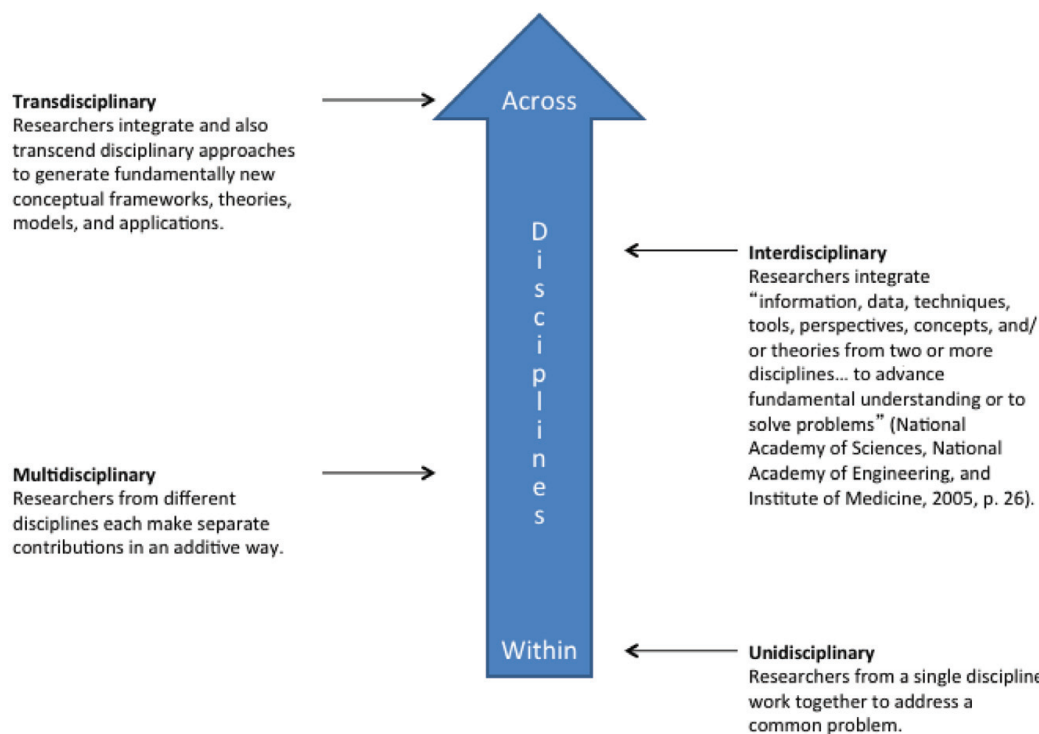 Across
Transdisciplinary
Researchers integrate and also
transcend disciplinary approaches
to generate fundamentally new
conceptual frameworks, theories,
models, and applications.
Disciplines
Interdisciplinary
Researchers integrate
“information, data, techniques,
tools, perspectives, concepts, and/
or theories from two or more
disciplines... to advance
fundamental understanding or to
solve problems” (National
Academy of Sciences, National
Academy of Engineering, and
Institute of Medicine, 2005, p. 26).
Multidisciplinary
Researchers from different
disciplines each make separate
contributions in an additive way.
Within
Unidisciplinary
Researchers from a single discipline
work together to address a
common problem.